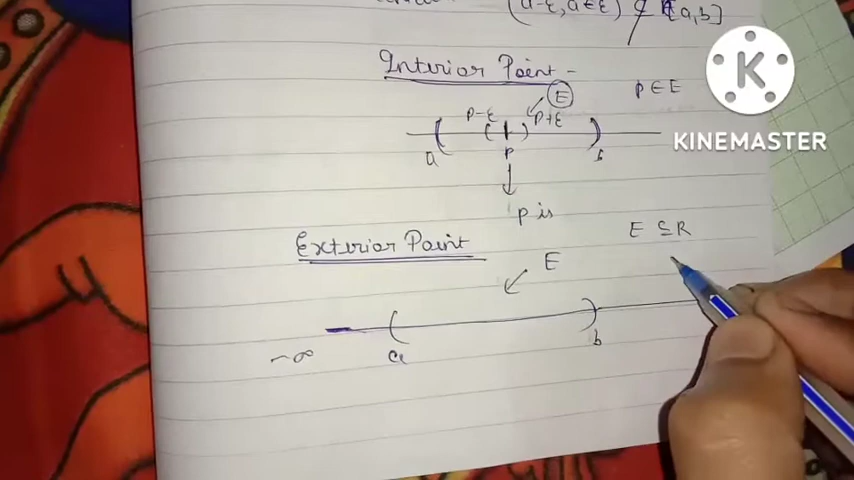 (a-ε, a∈ε) ⊄ [a,b]
Interior Point -
E
p ∈ E
p-ε
p+ε
a
p
p is
Exterior Point
E ⊆ R
E
-∞
a
b
K
KINEMASTER